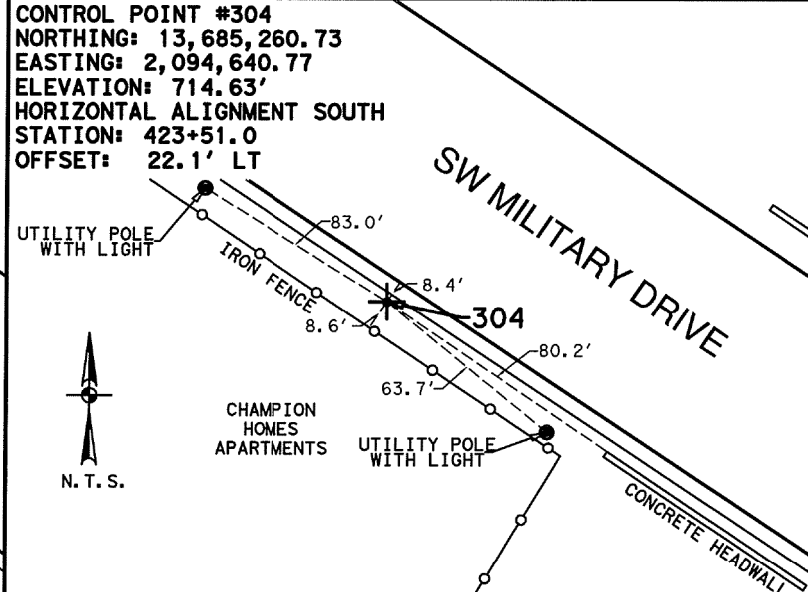 CONTROL POINT #304
NORTHING: 13,685,260.73
EASTING: 2,094,640.77
ELEVATION: 714.63'
HORIZONTAL ALIGNMENT SOUTH
STATION: 423+51.0
OFFSET: 22.1' LT
SW MILITARY DRIVE
UTILITY POLE
WITH LIGHT
83.0'
IRON FENCE
8.4'
304
8.6'
80.2'
63.7'
CHAMPION
HOMES
APARTMENTS
UTILITY POLE
WITH LIGHT
N.T.S.
CONCRETE HEADWALL